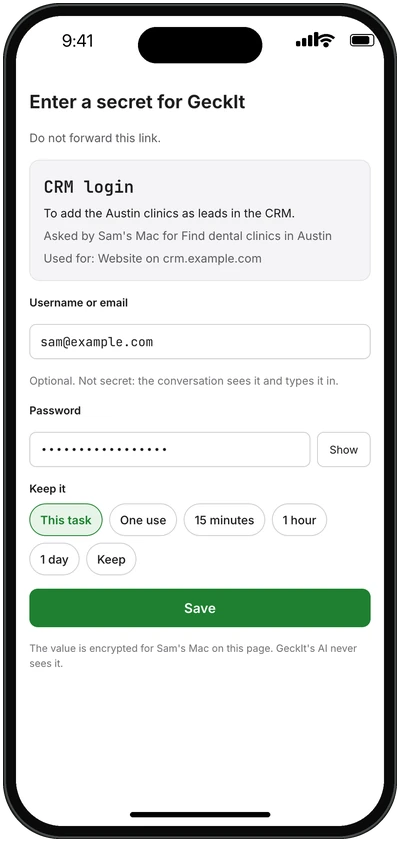 9:41
Enter a secret for GeckIt
Do not forward this link.
CRM login
To add the Austin clinics as leads in the CRM.
Asked by Sam's Mac for Find dental clinics in Austin
Used for: Website on crm.example.com
Username or email
sam@example.com
Optional. Not secret: the conversation sees it and types it in.
Password
•••••••••••••••••
Show
Keep it
This task
One use
15 minutes
1 hour
1 day
Keep
Save
The value is encrypted for Sam's Mac on this page. GeckIt's AI never
sees it.